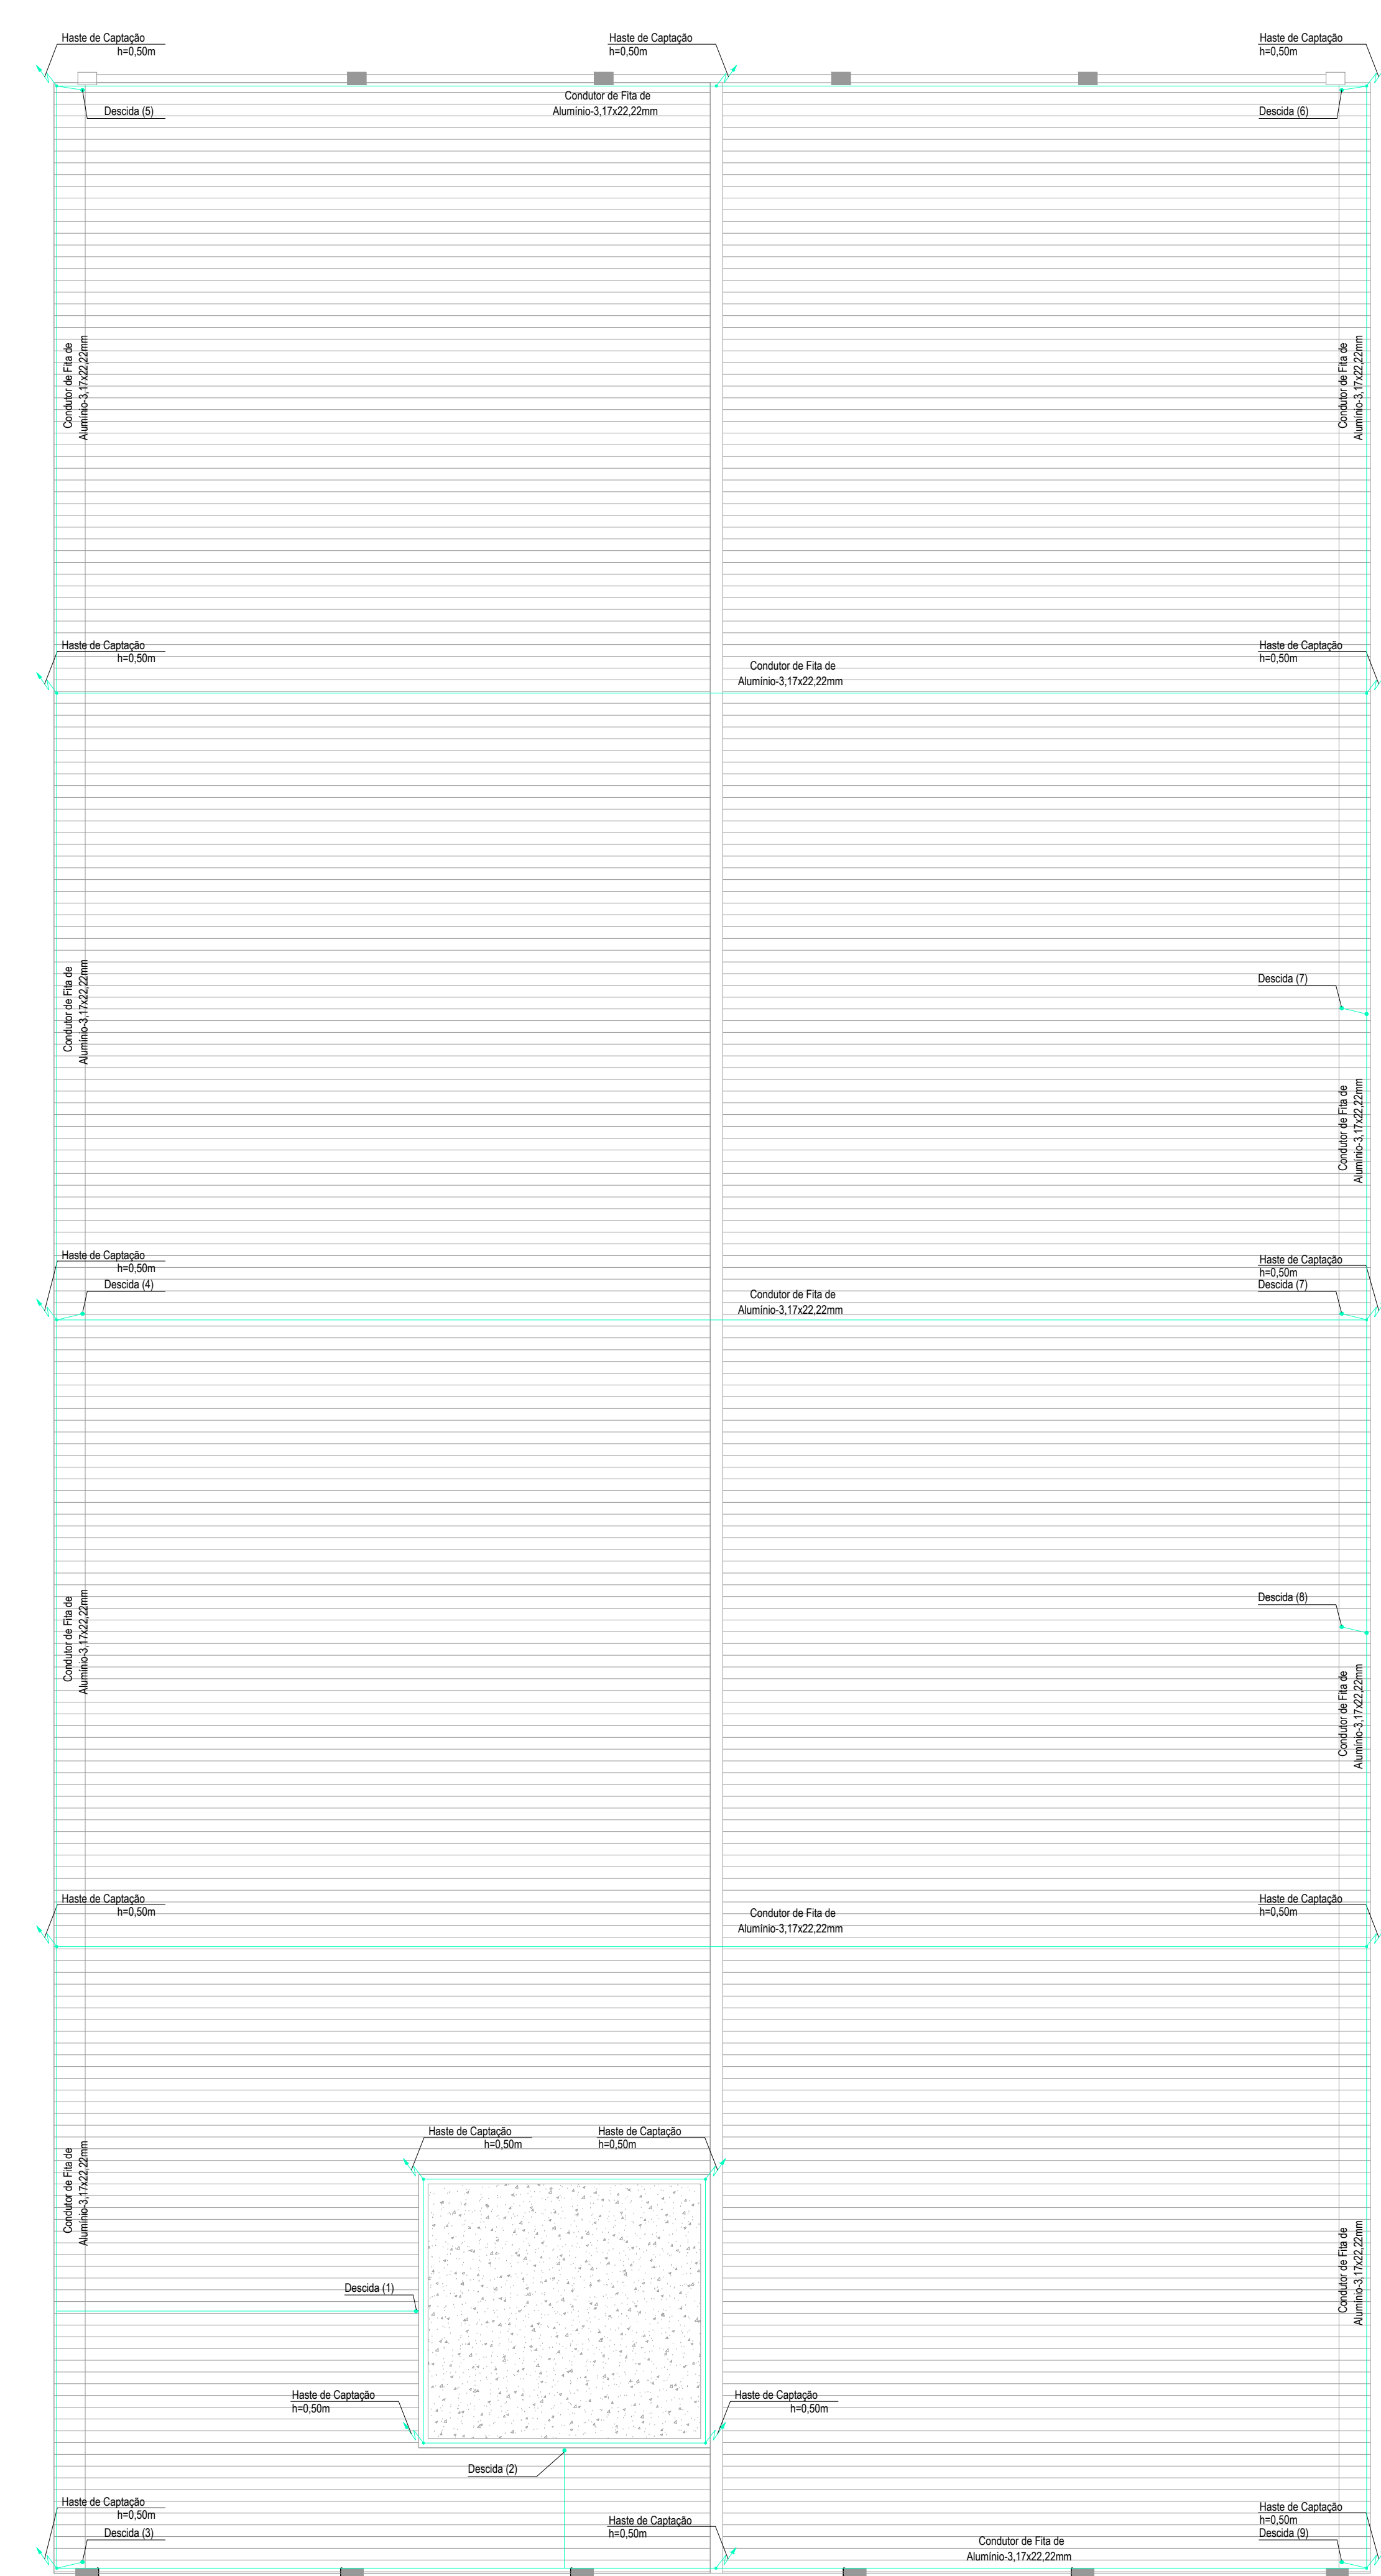 Haste de Captação
h=0,50m
Haste de Captação
h=0,50m
Haste de Captação
h=0,50m
Condutor de Fita de
Alumínio-3,17x22,22mm
Descida (5)
Descida (6)
Condutor de Fita de
Alumínio-3,17x22,22mm
Condutor de Fita de
Alumínio-3,17x22,22mm
Haste de Captação
h=0,50m
Haste de Captação
h=0,50m
Condutor de Fita de
Alumínio-3,17x22,22mm
Condutor de Fita de
Alumínio-3,17x22,22mm
Descida (7)
Condutor de Fita de
Alumínio-3,17x22,22mm
Haste de Captação
h=0,50m
Descida (4)
Haste de Captação
h=0,50m
Descida (7)
Condutor de Fita de
Alumínio-3,17x22,22mm
Condutor de Fita de
Alumínio-3,17x22,22mm
Descida (8)
Condutor de Fita de
Alumínio-3,17x22,22mm
Haste de Captação
h=0,50m
Condutor de Fita de
Alumínio-3,17x22,22mm
Haste de Captação
h=0,50m
Haste de Captação
h=0,50m
Haste de Captação
h=0,50m
Condutor de Fita de
Alumínio-3,17x22,22mm
Condutor de Fita de
Alumínio-3,17x22,22mm
Descida (1)
Haste de Captação
h=0,50m
Haste de Captação
h=0,50m
Descida (2)
Haste de Captação
h=0,50m
Descida (3)
Haste de Captação
h=0,50m
Haste de Captação
h=0,50m
Descida (9)
Condutor de Fita de
Alumínio-3,17x22,22mm